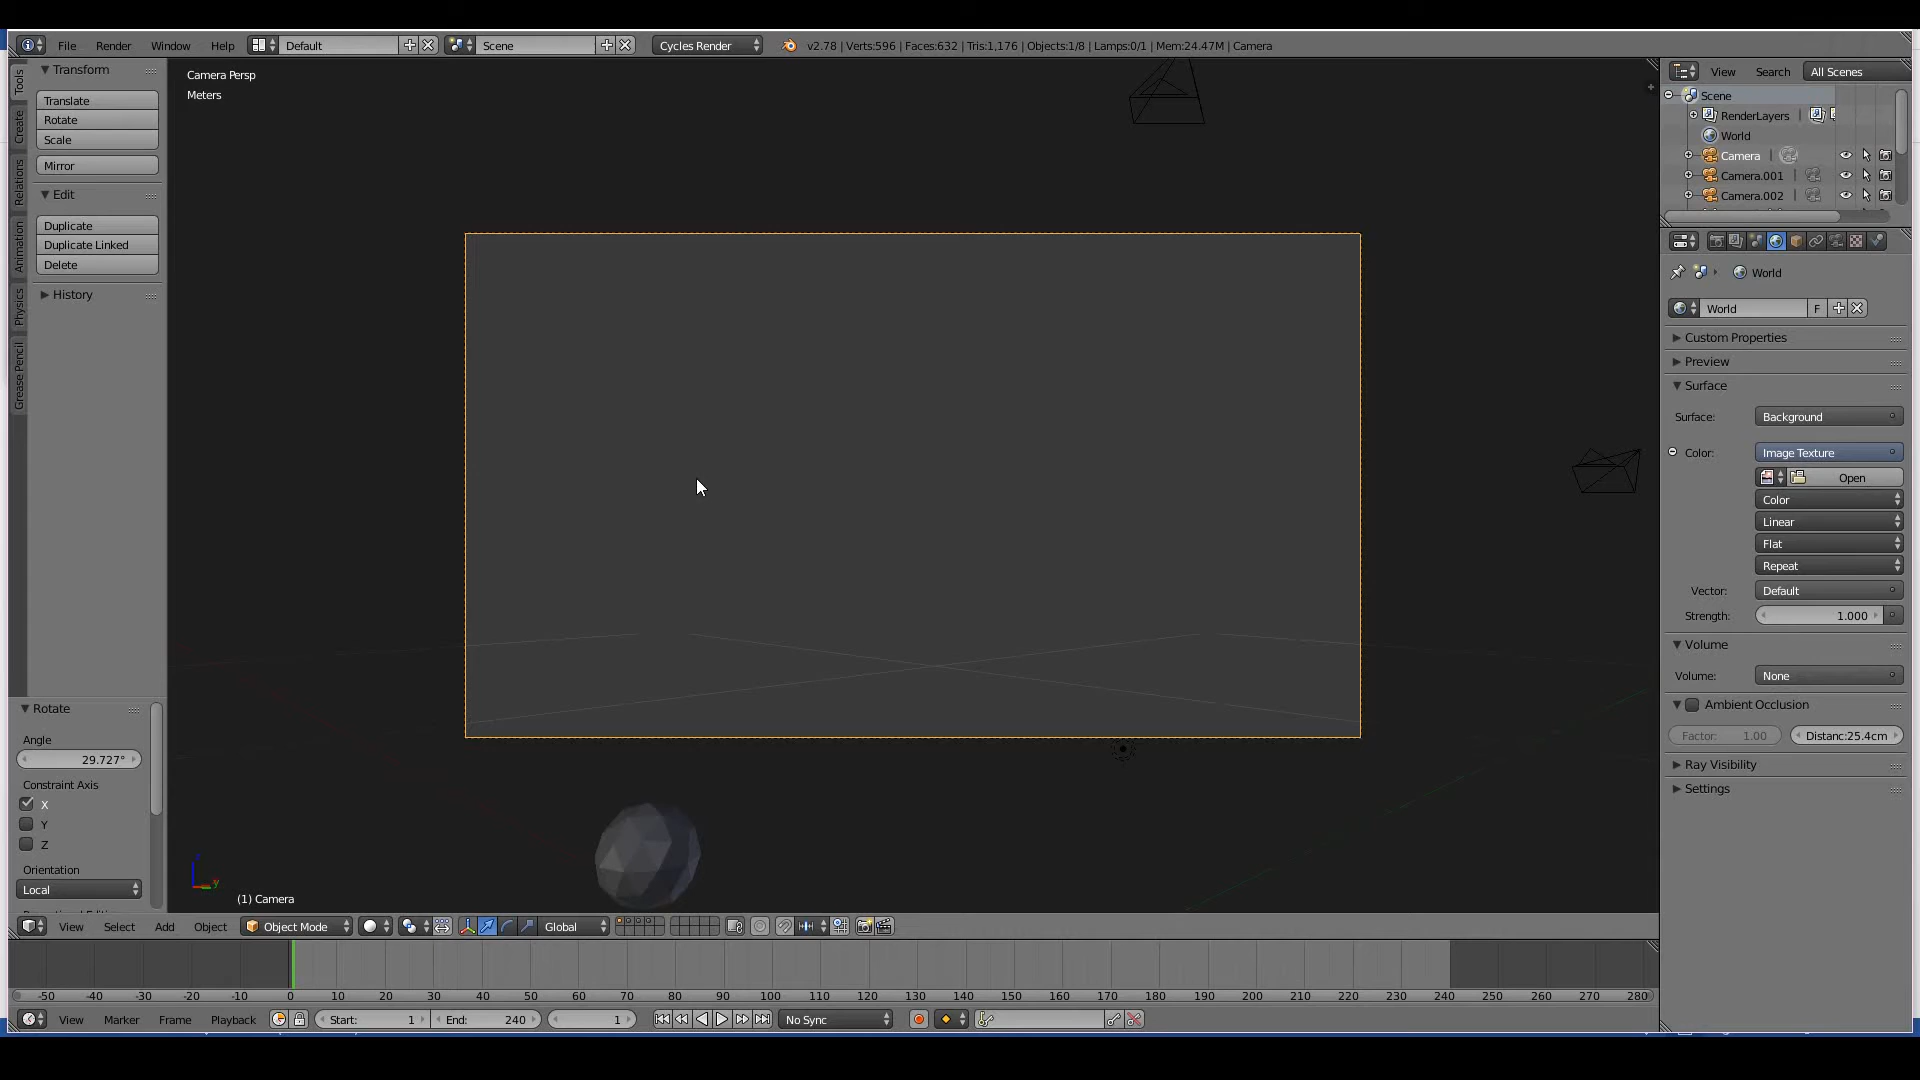 File Render Window Help Default Scene Cycles Render v2.78 | Verts:596 | Faces:632 | Tris:1,176 | Objects:1/8 | Lamps:0/1 | Mem:24.47M | Camera
Tools
Create
Relations
Animation
Physics
Grease Pencil
Transform
Translate
Rotate
Scale
Mirror
Edit
Duplicate
Duplicate Linked
Delete
History
Rotate
Angle
29.727°
Constraint Axis
X
Y
Z
Orientation
Local
Camera Persp
Meters
(1) Camera
View Select Add Object Object Mode Global
-50 -40 -30 -20 -10 0 10 20 30 40 50 60 70 80 90 100 110 120 130 140 150 160 170 180 190 200 210 220 230 240 250 260 270 280
View Marker Frame Playback Start: 1 End: 240 1 No Sync
View Search All Scenes
Scene
RenderLayers
World
Camera
Camera.001
Camera.002
World
World F
Custom Properties
Preview
Surface
Surface: Background
Color: Image Texture
Open
Color
Linear
Flat
Repeat
Vector: Default
Strength: 1.000
Volume
Volume: None
Ambient Occlusion
Factor: 1.00 Distanc:25.4cm
Ray Visibility
Settings